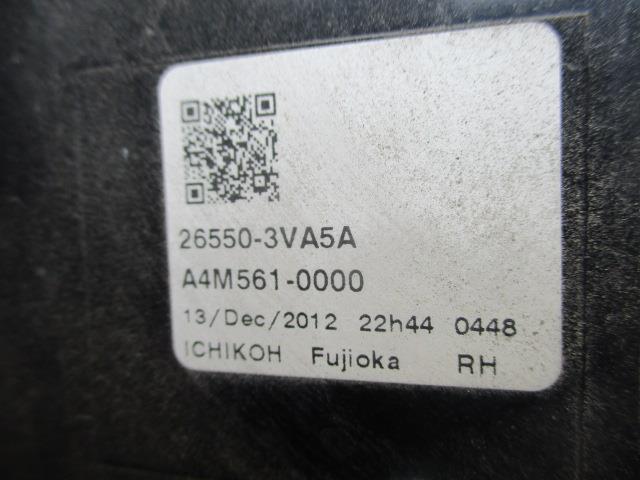 26550-3VA5A
A4M561-0000
13/Dec/2012 22h44 0448
ICHIKOH Fujioka RH